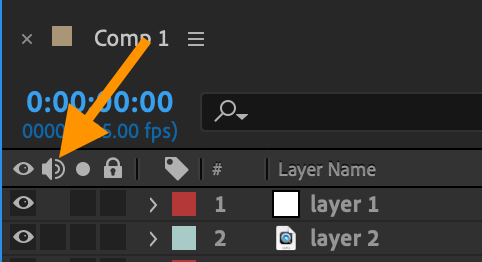 Comp 1
0:00:00:00
0000 5.00 fps)
# Layer Name
1 layer 1
2 layer 2